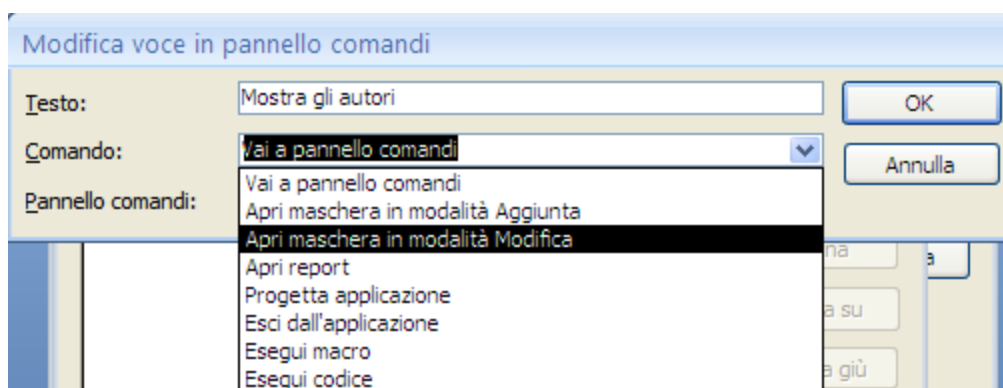 Modifica voce in pannello comandi
Testo: Mostra gli autori OK
Comando: Vai a pannello comandi Annulla
Pannello comandi: Vai a pannello comandi
Apri maschera in modalità Aggiunta
Apri maschera in modalità Modifica
Apri report
Progetta applicazione
Esci dall'applicazione su
Esegui macro
Esegui codice giù